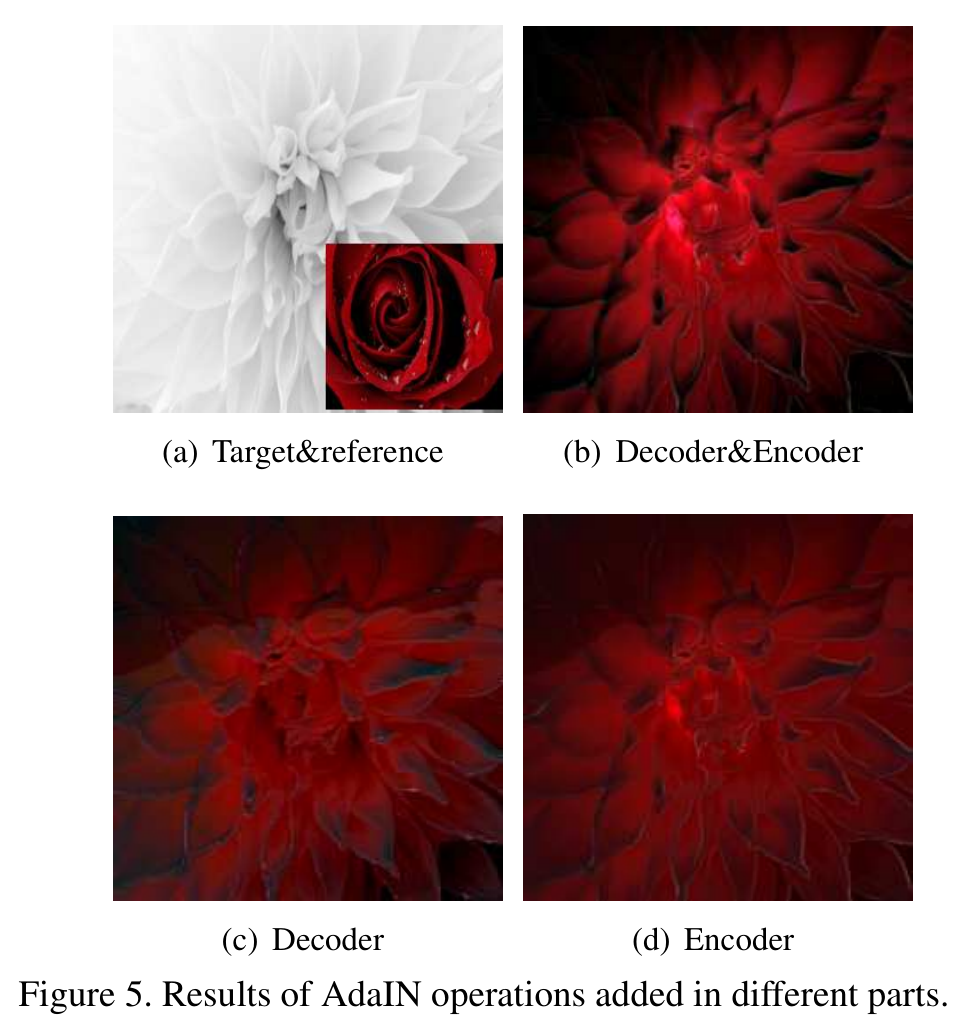 (a) Target&reference
(b) Decoder&Encoder
(c) Decoder
(d) Encoder
Figure 5. Results of AdaIN operations added in different parts.